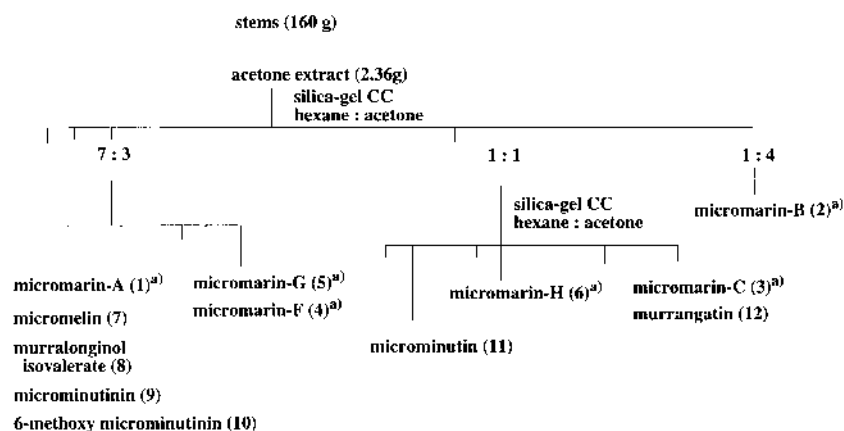 stems (160 g)
acetone extract (2.36g)
silica-gel CC
hexane : acetone
7 : 3
1 : 1
1 : 4
silica-gel CC
hexane : acetone
micromarin-B (2)a)
micromarin-A (1)a)
micromelin (7)
murralonginol
isovalerate (8)
microminutinin (9)
6-methoxy microminutinin (10)
micromarin-G (5)a)
micromarin-F (4)a)
microminutin (11)
micromarin-H (6)a)
micromarin-C (3)a)
murrangatin (12)